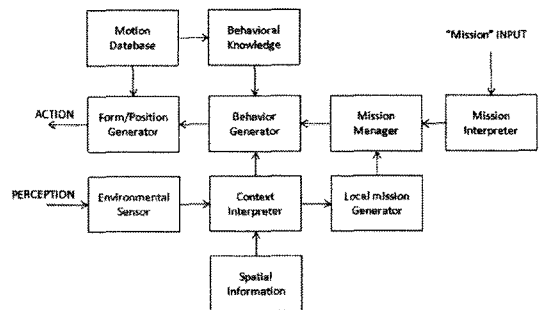 Motion
Database
Behavioral
Knowledge
"Mission" INPUT
ACTION
Form/Position
Generator
Behavior
Generator
Mission
Manager
Mission
Interpreter
PERCEPTION
Environmental
Sensor
Context
Interpreter
Local mission
Generator
Spatial
Information